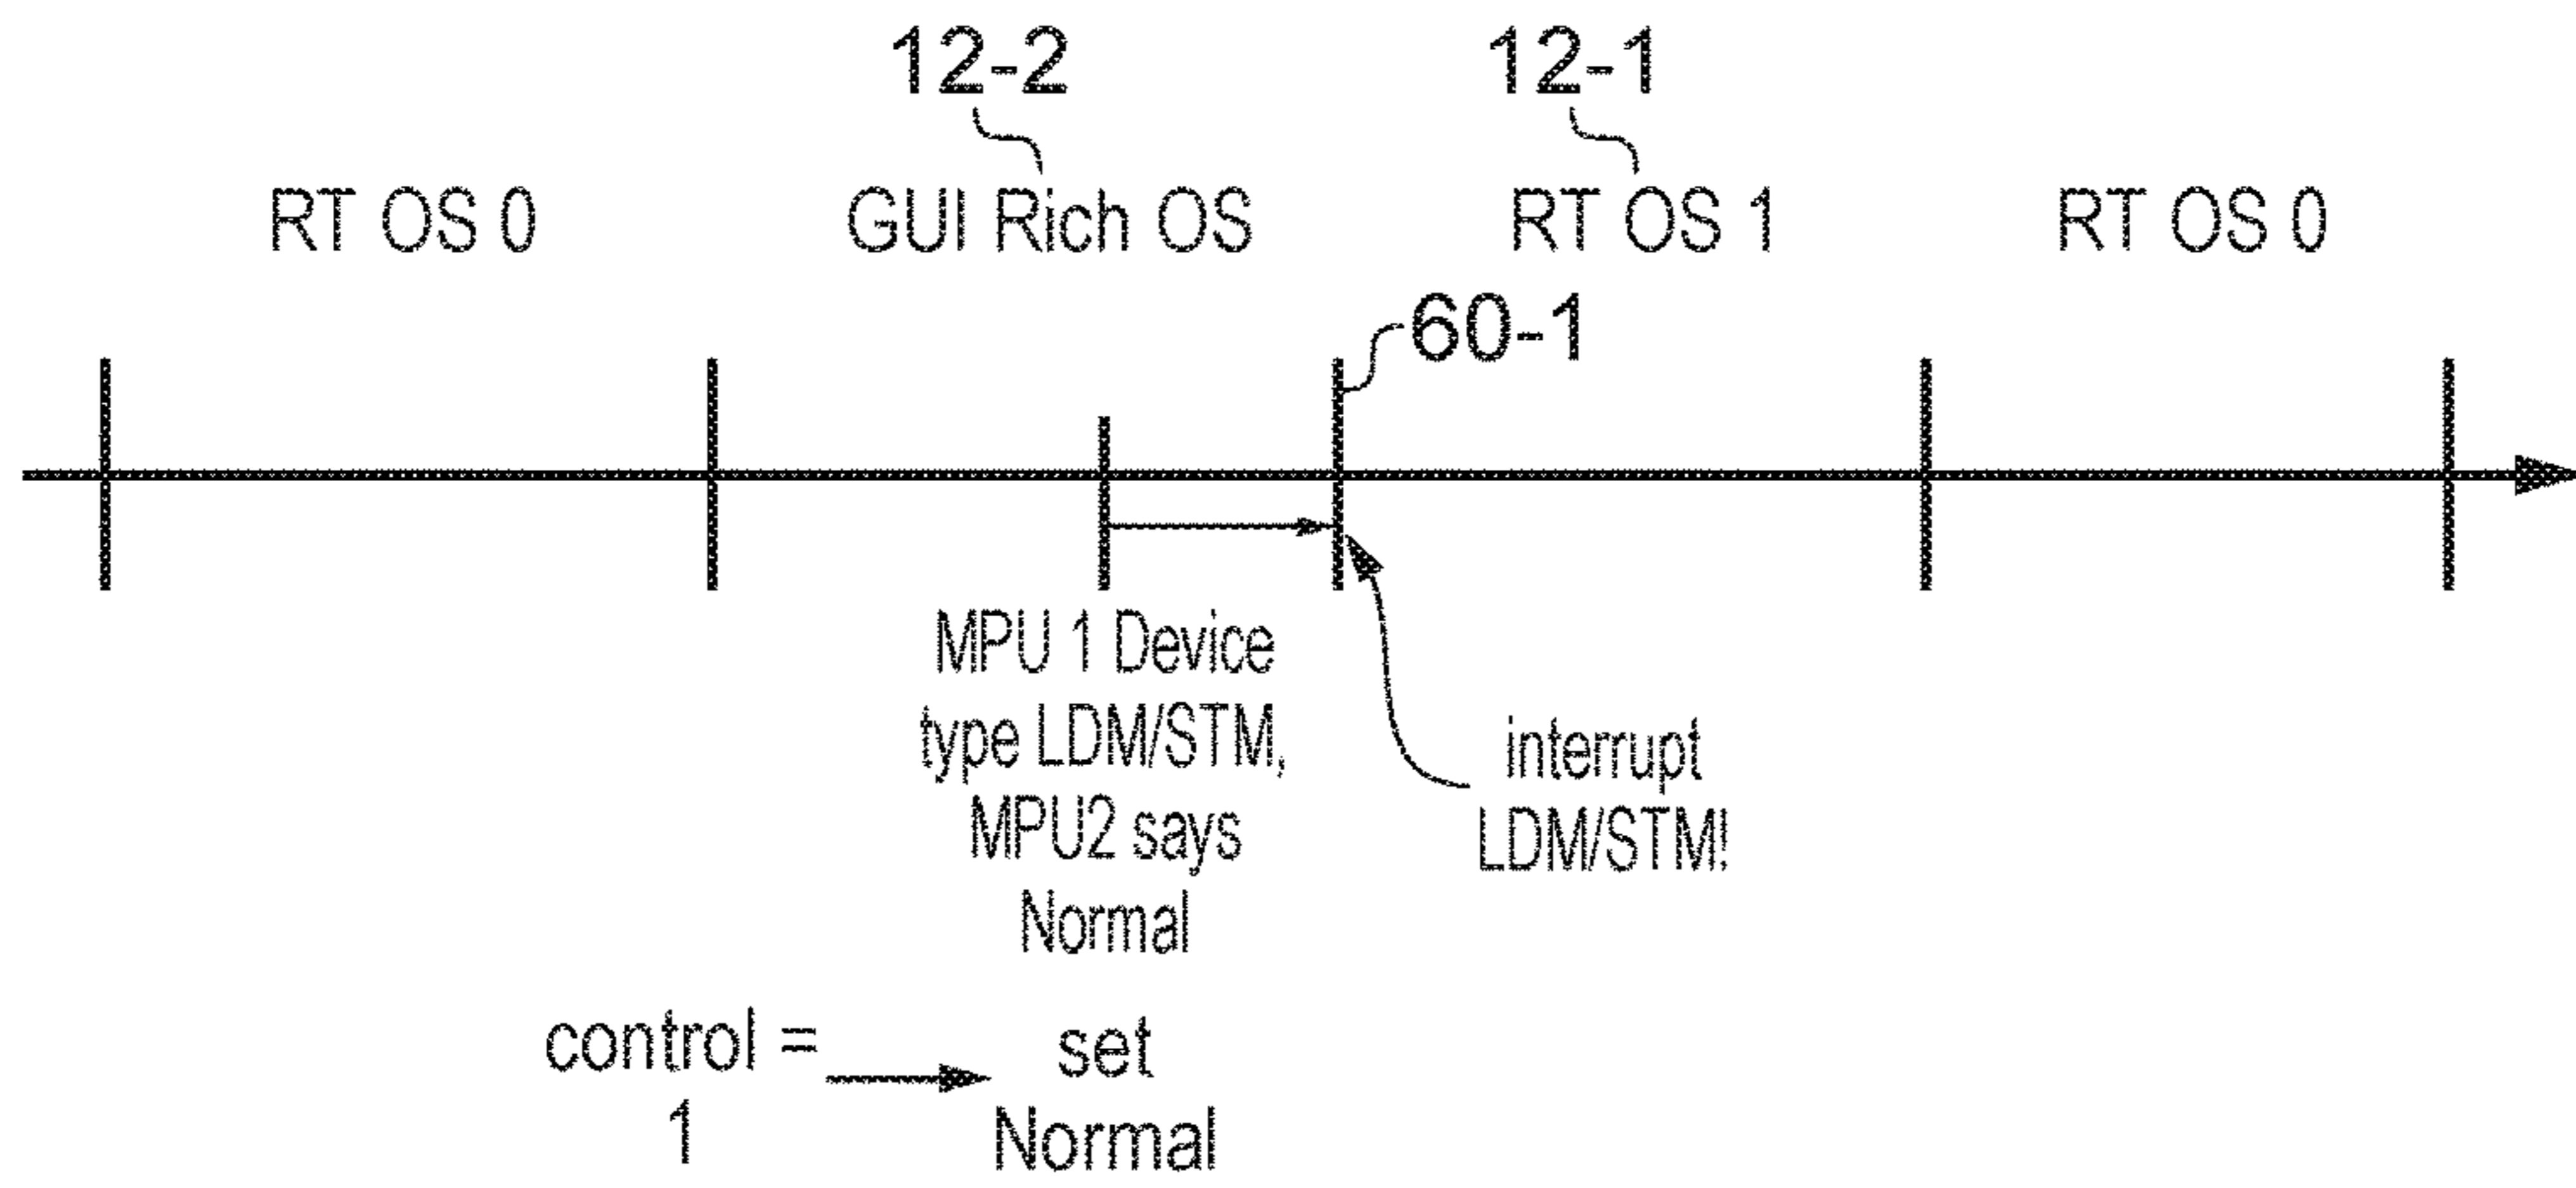 12-2
12-1
RT OS 0
GUI Rich OS
RT OS 1
RT OS 0
60-1
MPU 1 Device
type LDM/STM,
MPU2 says
Normal
interrupt
LDM/STM!
control =
1
set
Normal